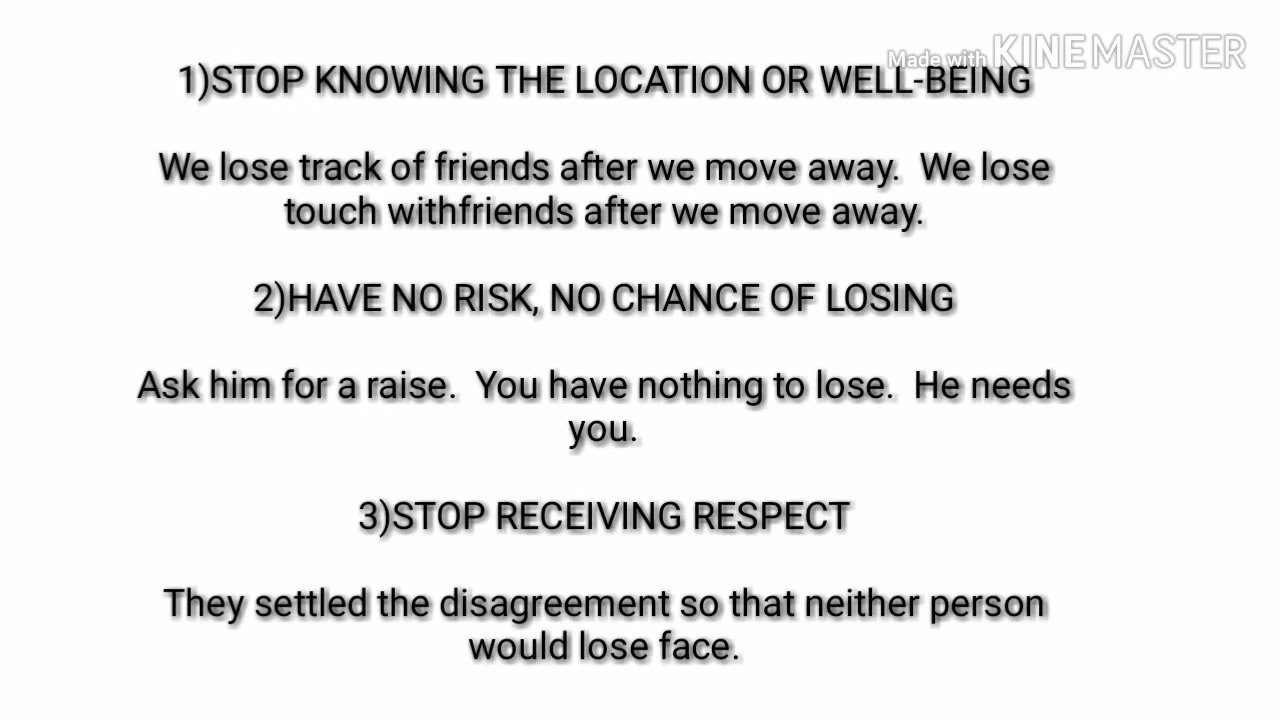 Made with KINEMASTER
1)STOP KNOWING THE LOCATION OR WELL-BEING
We lose track of friends after we move away.  We lose
touch withfriends after we move away.
2)HAVE NO RISK, NO CHANCE OF LOSING
Ask him for a raise.  You have nothing to lose.  He needs
you.
3)STOP RECEIVING RESPECT
They settled the disagreement so that neither person
would lose face.